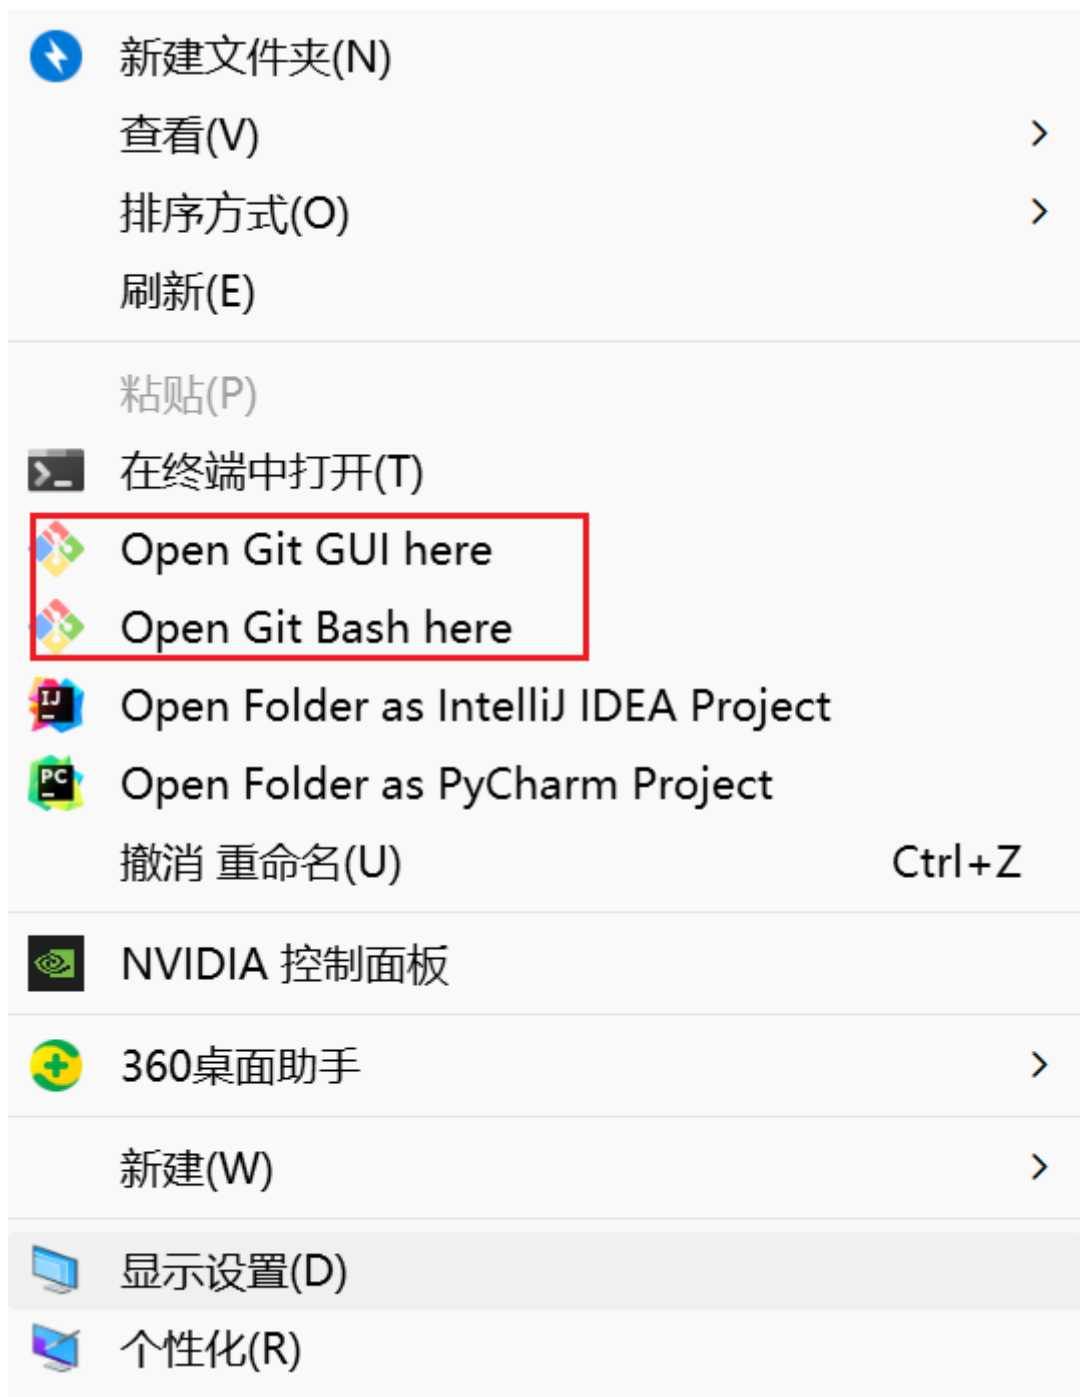 新建文件夹(N)
查看(V)
排序方式(O)
刷新(E)
粘贴(P)
在终端中打开(T)
Open Git GUI here
Open Git Bash here
Open Folder as IntelliJ IDEA Project
Open Folder as PyCharm Project
撤消 重命名(U) Ctrl+Z
NVIDIA 控制面板
360桌面助手
新建(W)
显示设置(D)
个性化(R)